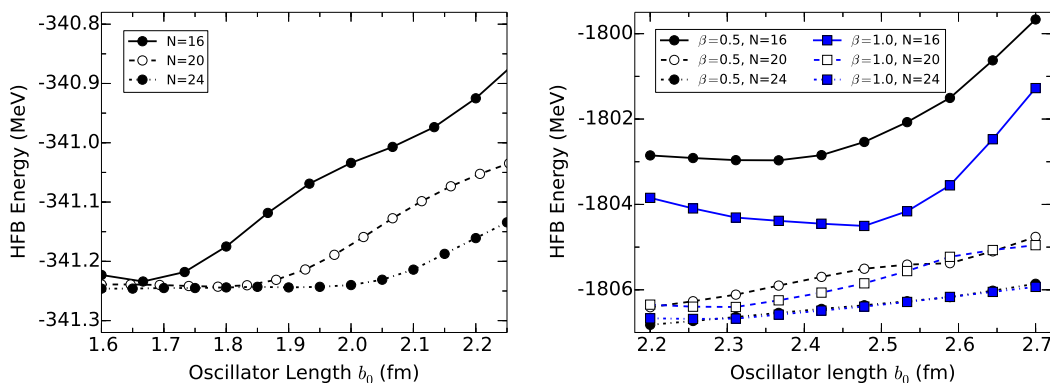 -340.8
-340.9
-341.0
-341.1
-341.2
-341.3
HFB Energy (MeV)
N=16
N=20
N=24
1.6 1.7 1.8 1.9 2.0 2.1 2.2
Oscillator Length b₀ (fm)
-1800
-1802
-1804
-1806
HFB Energy (MeV)
β=0.5, N=16 β=1.0, N=16
β=0.5, N=20 β=1.0, N=20
β=0.5, N=24 β=1.0, N=24
2.2 2.3 2.4 2.5 2.6 2.7
Oscillator length b₀ (fm)